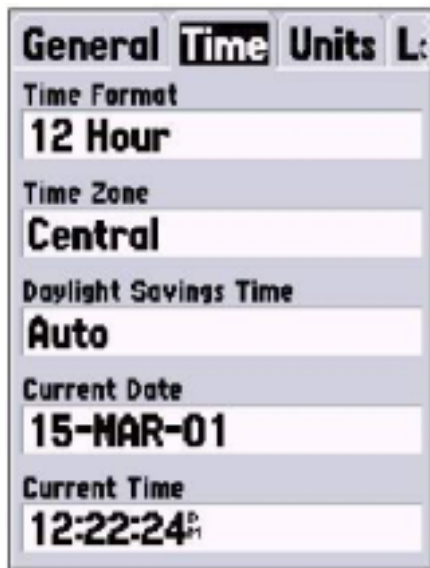 General Time Units
Time Format
12 Hour
Time Zone
Central
Daylight Savings Time
Auto
Current Date
15-MAR-01
Current Time
12:22:24